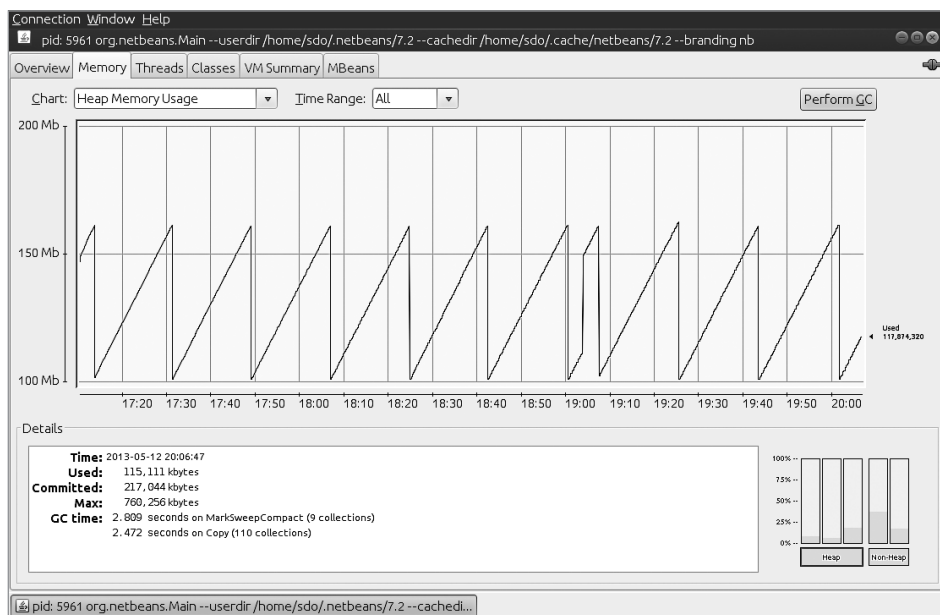 Connection Window Help
pid: 5961 org.netbeans.Main --userdir /home/sdo/.netbeans/7.2 --cachedir /home/sdo/.cache/netbeans/7.2 --branding nb
Overview Memory Threads Classes VM Summary MBeans
Chart: Heap Memory Usage Time Range: All Perform GC
200 Mb
150 Mb
Used
117,874,320
100 Mb
17:20 17:30 17:40 17:50 18:00 18:10 18:20 18:30 18:40 18:50 19:00 19:10 19:20 19:30 19:40 19:50 20:00
Details
Time: 2013-05-12 20:06:47
Used: 115,111 kbytes
Committed: 217,044 kbytes
Max: 760,256 kbytes
GC time: 2.809 seconds on MarkSweepCompact (9 collections)
2.472 seconds on Copy (110 collections)
100% --
75% --
50% --
25% --
0% --
Heap Non-Heap
pid: 5961 org.netbeans.Main --userdir /home/sdo/.netbeans/7.2 --cachedi...